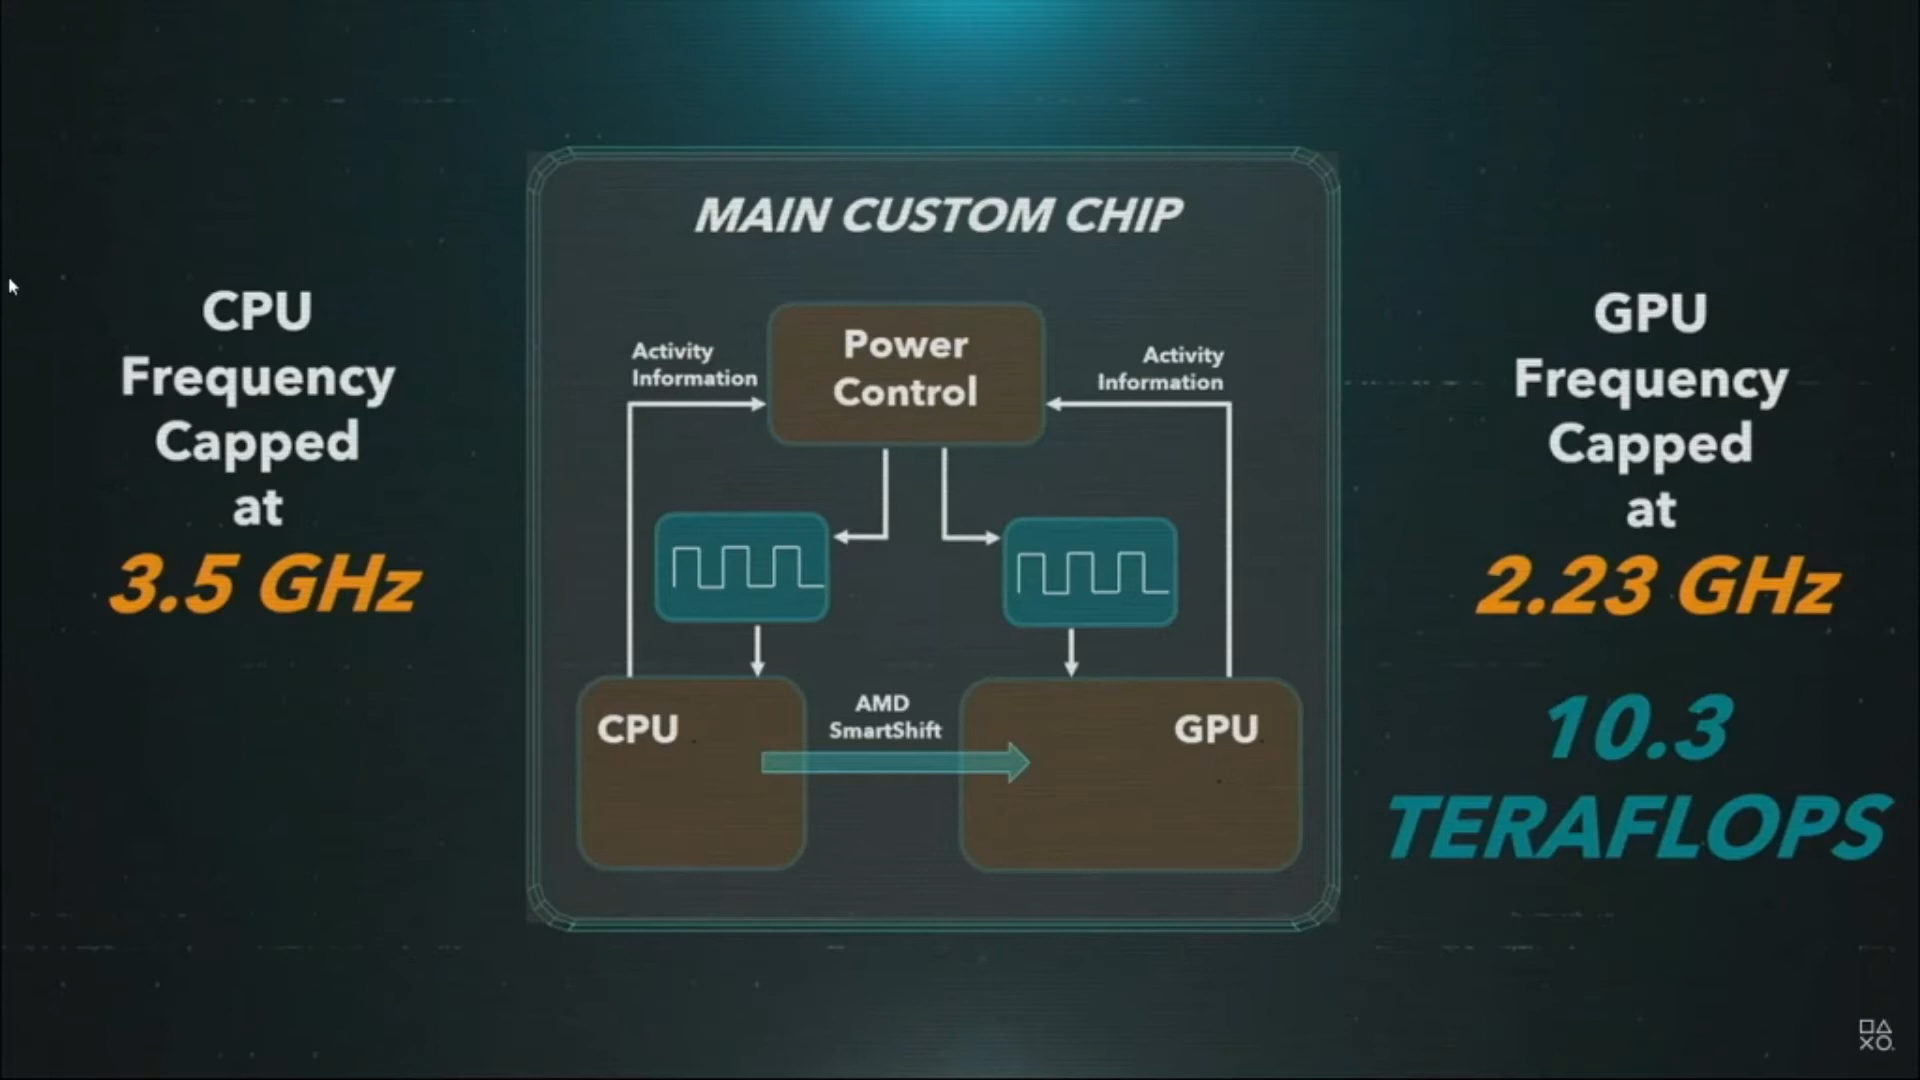 MAIN CUSTOM CHIP
CPU
Frequency
Capped
at
3.5 GHz
Activity
Information
Power
Control
Activity
Information
CPU
AMD
SmartShift
GPU
GPU
Frequency
Capped
at
2.23 GHz
10.3
TERAFLOPS